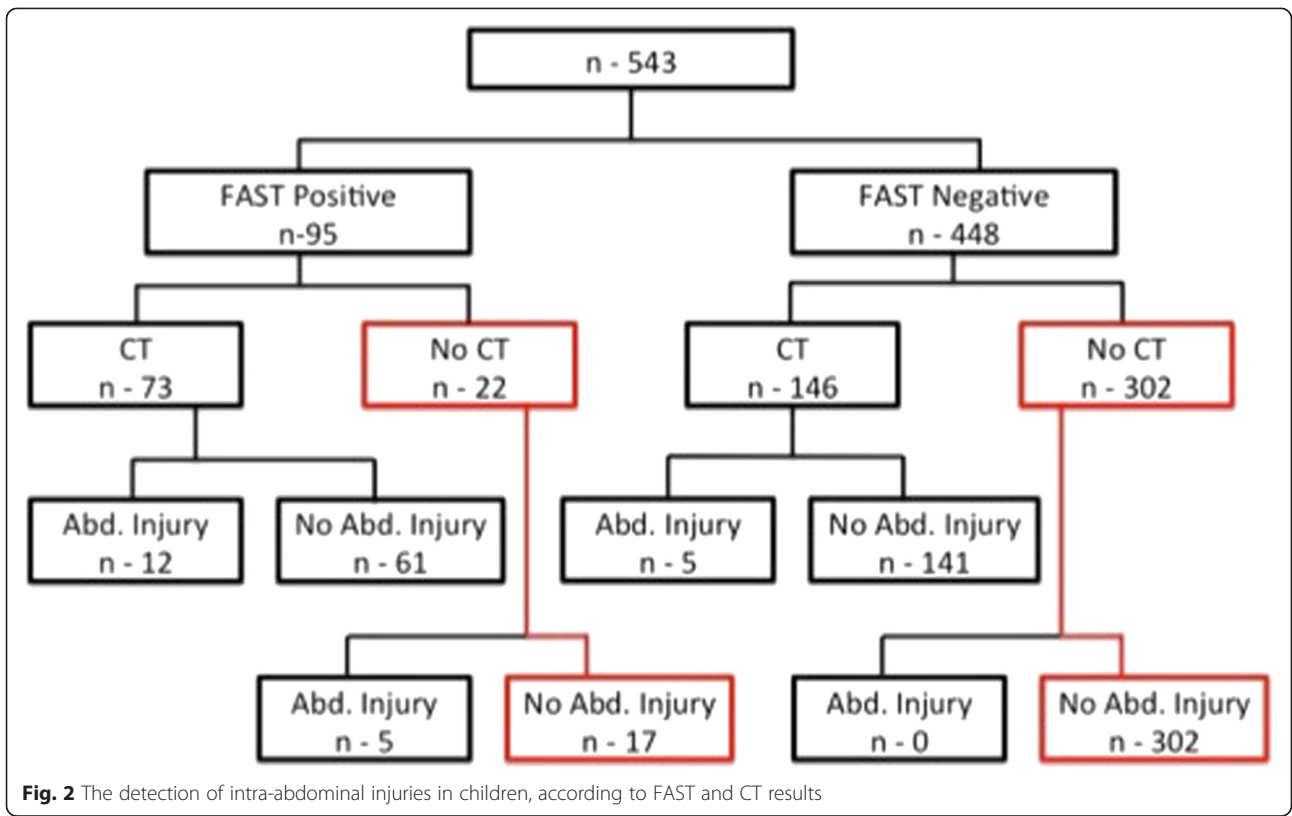 n - 543
FAST Positive
n-95
FAST Negative
n - 448
CT
n - 73
No CT
n - 22
CT
n - 146
No CT
n - 302
Abd. Injury
n - 12
No Abd. Injury
n - 61
Abd. Injury
n - 5
No Abd. Injury
n - 141
Abd. Injury
n - 5
No Abd. Injury
n - 17
Abd. Injury
n - 0
No Abd. Injury
n - 302
Fig. 2 The detection of intra-abdominal injuries in children, according to FAST and CT results